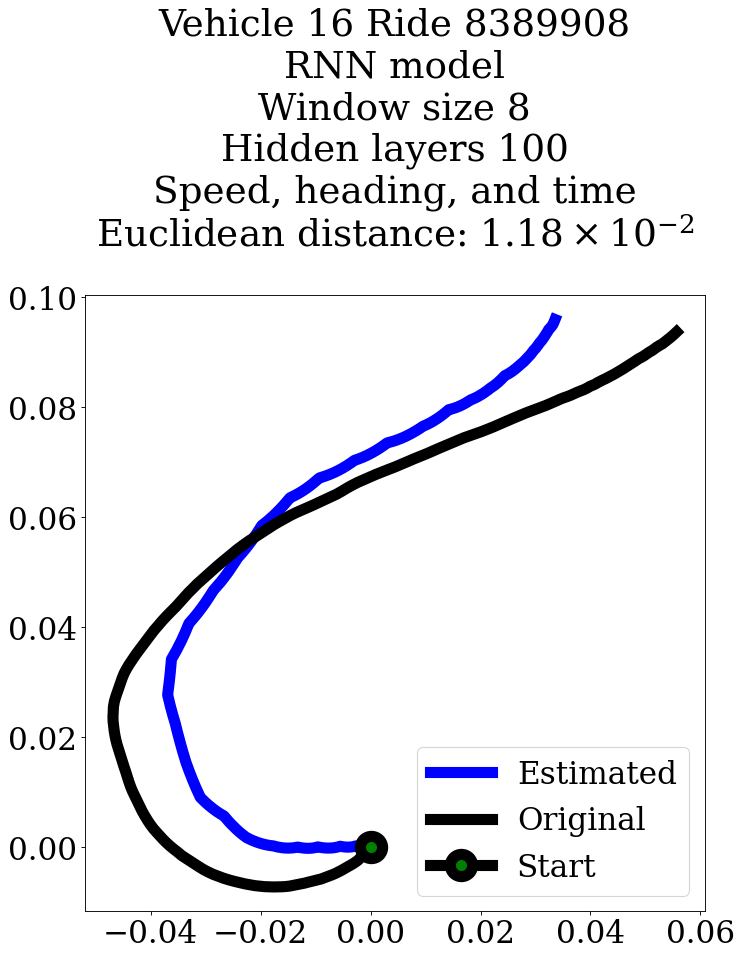 Vehicle 16 Ride 8389908
RNN model
Window size 8
Hidden layers 100
Speed, heading, and time
Euclidean distance: 1.18 × 10⁻²
0.10
0.08
0.06
0.04
0.02
0.00
Estimated
Original
Start
−0.04 −0.02 0.00 0.02 0.04 0.06